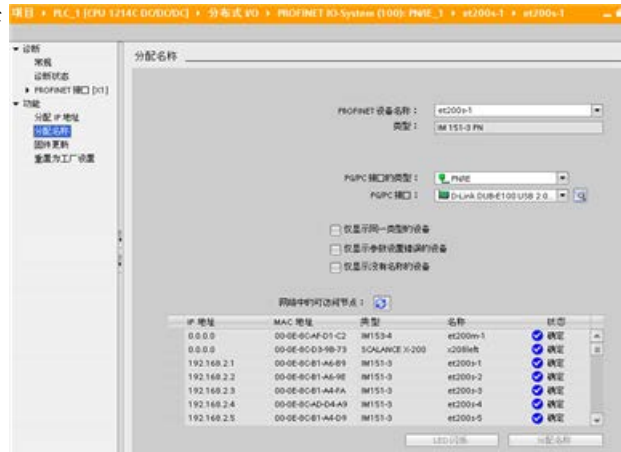 项目 ▸ PLC_1 [CPU 1214C DC/DC/DC] ▸ 分布式 I/O ▸ PROFINET IO-System (100): PN/IE_1 ▸ et200s-1 ▸ et200s-1
诊断
常规
诊断状态
PROFINET 接口 [X1]
功能
分配 IP 地址
分配名称
固件更新
重置为工厂设置
分配名称
PROFINET 设备名称： et200s-1
类型： IM 151-3 PN
PG/PC 接口的类型： PN/IE
PG/PC 接口： D-Link DUB-E100 USB 2.0...
仅显示同一类型的设备
仅显示参数设置错误的设备
仅显示没有名称的设备
网络中的可访问节点：
IP 地址 MAC 地址 类型 名称 状态
0.0.0.0 00-0E-8C-AF-D1-C2 IM153-4 et200m-1 确定
0.0.0.0 00-0E-8C-D3-98-73 SCALANCE X-200 x208left 确定
192.168.2.1 00-0E-8C-B1-A6-B9 IM151-3 et200s-1 确定
192.168.2.2 00-0E-8C-B1-A6-9E IM151-3 et200s-2 确定
192.168.2.3 00-0E-8C-B1-A4-FA IM151-3 et200s-3 确定
192.168.2.4 00-0E-8C-AD-D4-A9 IM151-3 et200s-4 确定
192.168.2.5 00-0E-8C-B1-A4-D9 IM151-3 et200s-5 确定
LED 闪烁 分配名称